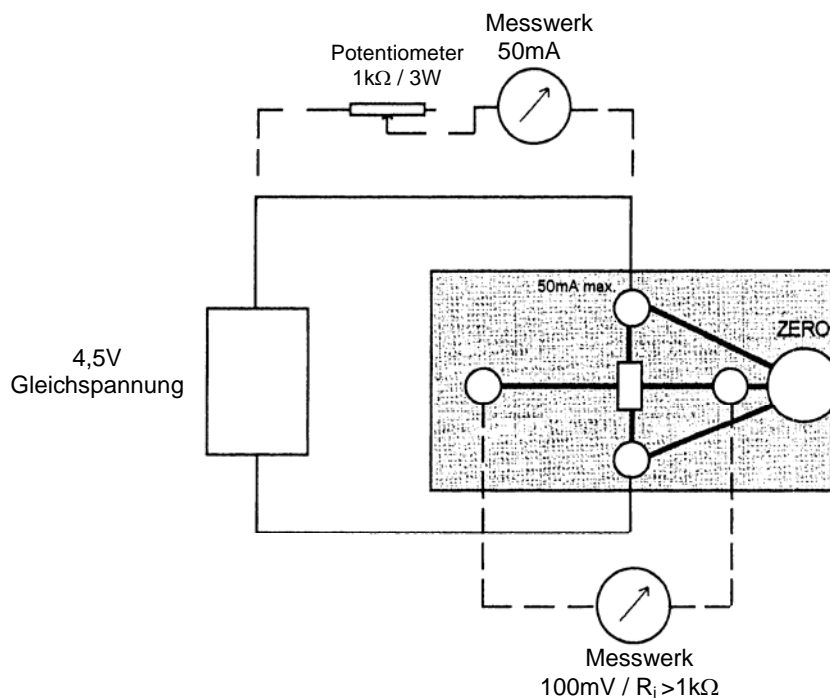 Potentiometer
1kΩ / 3W
Messwerk
50mA
50mA max.
ZERO
4,5V
Gleichspannung
Messwerk
100mV / Ri >1kΩ